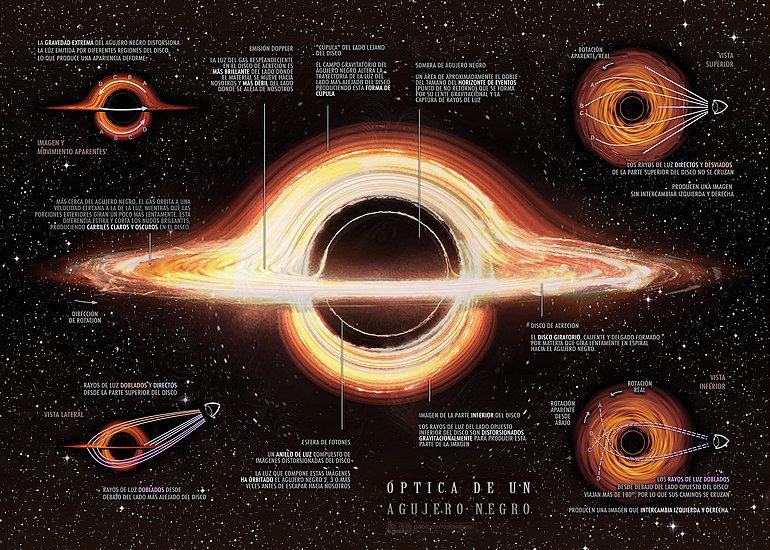 LA GRAVEDAD EXTREMA DEL AGUJERO NEGRO DISTORSIONA
LA LUZ EMITIDA POR DIFERENTES REGIONES DEL DISCO,
LO QUE PRODUCE UNA APARIENCIA DEFORME
B C B
A D
A D
B C
IMAGEN Y
MOVIMIENTO APARENTES
EMISIÓN DOPPLER
LA LUZ DEL GAS RESPLANDECIENTE
EN EL DISCO DE ACRECIÓN ES
MÁS BRILLANTE DEL LADO DONDE
EL MATERIAL SE MUEVE HACIA
NOSOTROS Y MÁS DÉBIL DEL LADO
DONDE SE ALEJA DE NOSOTROS
"CÚPULA" DEL LADO LEJANO
DEL DISCO
EL CAMPO GRAVITATORIO DEL
AGUJERO NEGRO ALTERA LA
TRAYECTORIA DE LA LUZ DEL
LADO MÁS ALEJADO DEL DISCO
PRODUCIENDO ESTA FORMA DE
CÚPULA
SOMBRA DE AGUJERO NEGRO
UN ÁREA DE APROXIMADAMENTE EL DOBLE
DEL TAMAÑO DEL HORIZONTE DE EVENTOS
(PUNTO DE NO RETORNO) QUE SE FORMA
POR SU LENTE GRAVITACIONAL Y LA
CAPTURA DE RAYOS DE LUZ
ROTACIÓN
APARENTE/REAL
VISTA
SUPERIOR
A
B
C
D
LOS RAYOS DE LUZ DIRECTOS Y DESVIADOS
DE LA PARTE SUPERIOR DEL DISCO NO SE CRUZAN
PRODUCEN UNA IMAGEN
SIN INTERCAMBIAR IZQUIERDA Y DERECHA
MÁS CERCA DEL AGUJERO NEGRO, EL GAS ORBITA A UNA
VELOCIDAD CERCANA A LA DE LA LUZ, MIENTRAS QUE LAS
PORCIONES EXTERIORES GIRAN UN POCO MÁS LENTAMENTE. ESTA
DIFERENCIA ESTIRA Y CORTA LOS NUDOS BRILLANTES,
PRODUCIENDO CARRILES CLAROS Y OSCUROS EN EL DISCO
DIRECCIÓN
DE ROTACIÓN
DISCO DE ACRECIÓN
EL DISCO GIRATORIO, CALIENTE Y DELGADO FORMADO
POR MATERIA QUE GIRA LENTAMENTE EN ESPIRAL
HACIA EL AGUJERO NEGRO
RAYOS DE LUZ DOBLADOS Y DIRECTOS
DESDE LA PARTE SUPERIOR DEL DISCO
VISTA LATERAL
RAYOS DE LUZ DOBLADOS DESDE
DEBAJO DEL LADO MÁS ALEJADO DEL DISCO
ESFERA DE FOTONES
UN ANILLO DE LUZ COMPUESTO DE
IMÁGENES DISTORSIONADAS DEL DISCO
LA LUZ QUE COMPONE ESTAS IMÁGENES
HA ÓRBITADO EL AGUJERO NEGRO 2, 3 O MÁS
VECES ANTES DE ESCAPAR HACIA NOSOTROS
IMAGEN DE LA PARTE INFERIOR DEL DISCO
LOS RAYOS DE LUZ DEL LADO OPUESTO
INFERIOR DEL DISCO SON DISTORSIONADOS
GRAVITACIONALMENTE PARA PRODUCIR ESTA
PARTE DE LA IMAGEN
VISTA
INFERIOR
ROTACIÓN
REAL
ROTACIÓN
APARENTE
DESDE
ABAJO
A
B
C
D
LOS RAYOS DE LUZ DOBLADOS
DESDE DEBAJO DEL LADO OPUESTO DEL DISCO
VIAJAN MÁS DE 180°, POR LO QUE SUS CAMINOS SE CRUZAN
PRODUCEN UNA IMAGEN QUE INTERCAMBIA IZQUIERDA Y DERECHA
ÓPTICA DE UN
AGUJERO NEGRO